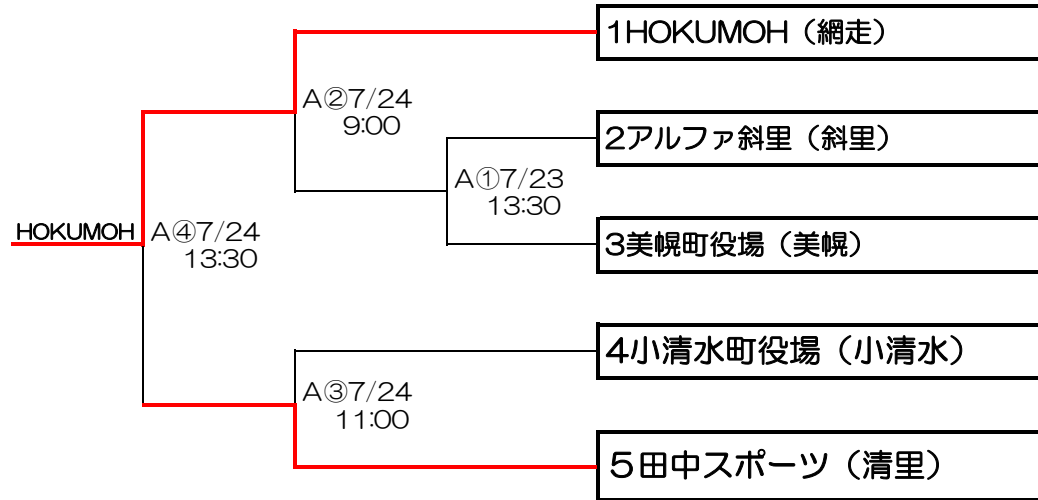 1HOKUMOH（網走）
A②7/24
9:00
2アルファ斜里（斜里）
A①7/23
13:30
HOKUMOH
A④7/24
13:30
3美幌町役場（美幌）
4小清水町役場（小清水）
A③7/24
11:00
5田中スポーツ（清里）